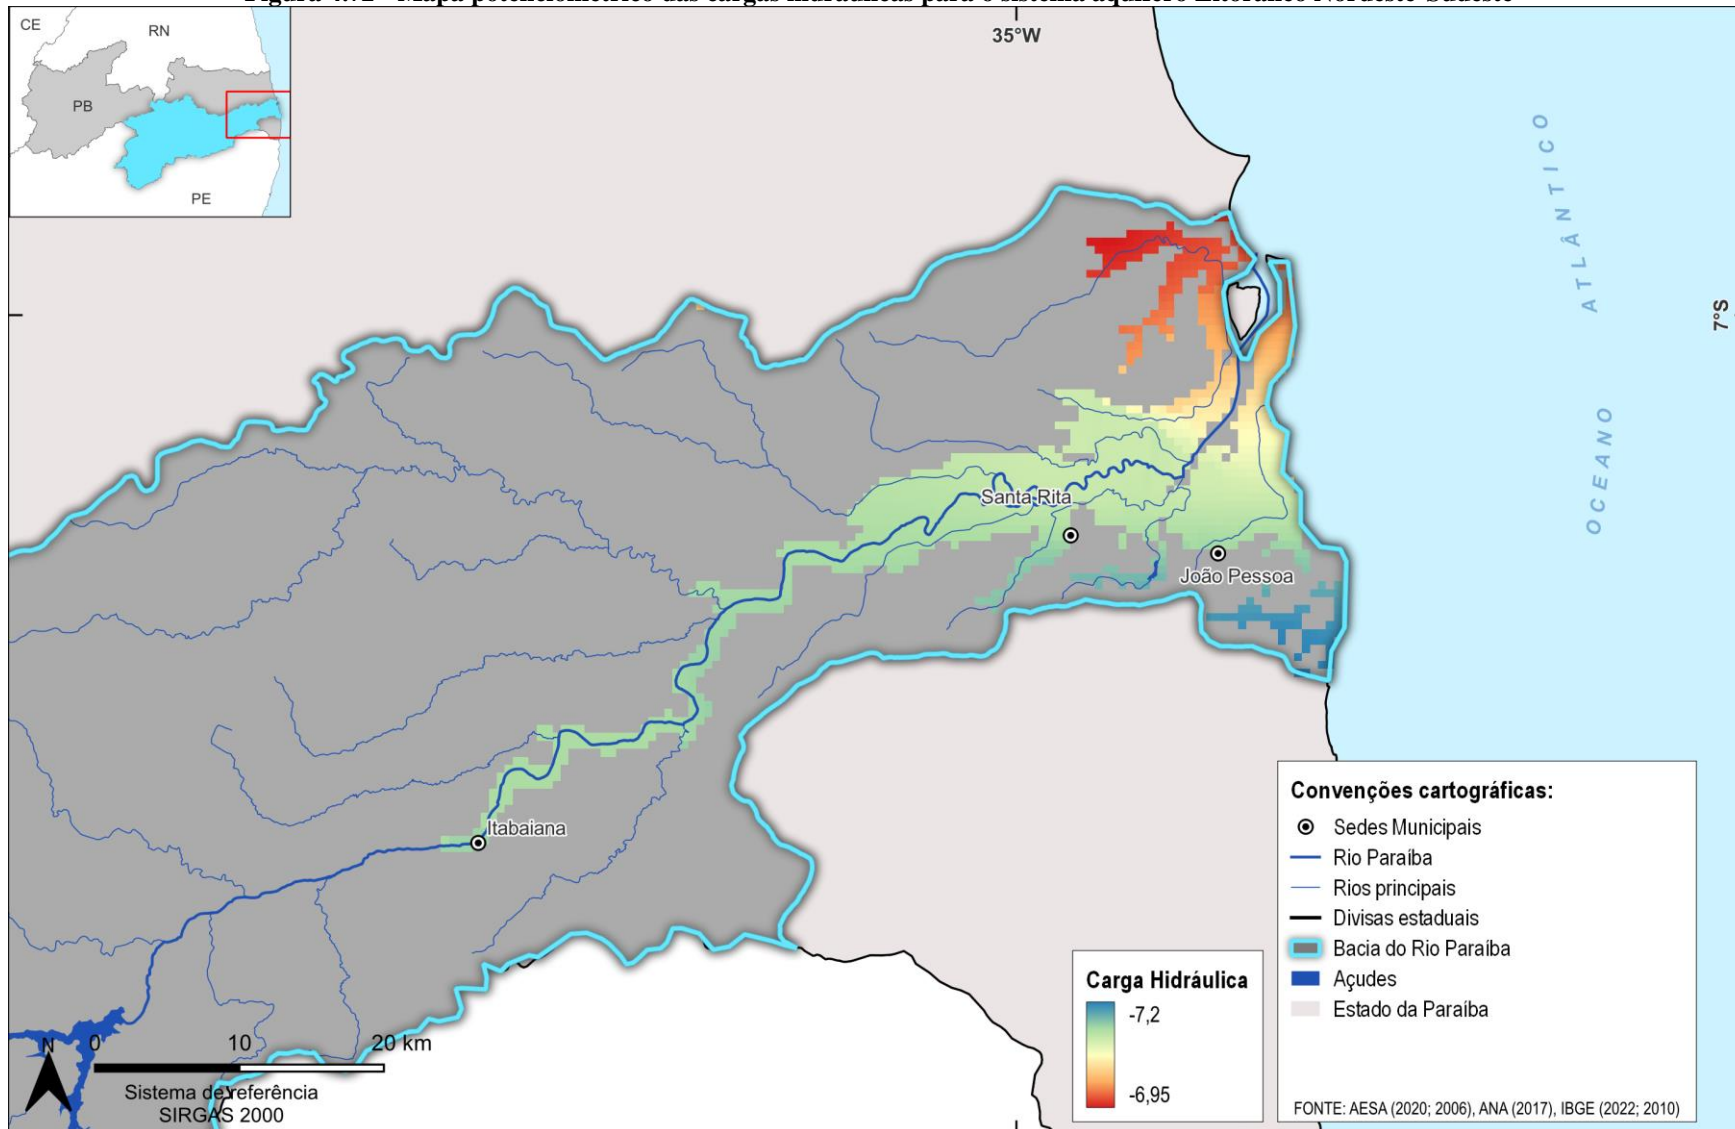 CE
RN
PB
PE
35°W
7°S
OCEANO ATLÂNTICO
Santa Rita
João Pessoa
Itabaiana
0 10 20 km
N
Sistema de referência
SIRGAS 2000
Carga Hidráulica
-7,2
-6,95
Convenções cartográficas:
Sedes Municipais
Rio Paraíba
Rios principais
Divisas estaduais
Bacia do Rio Paraíba
Açudes
Estado da Paraíba
FONTE: AESA (2020; 2006), ANA (2017), IBGE (2022; 2010)